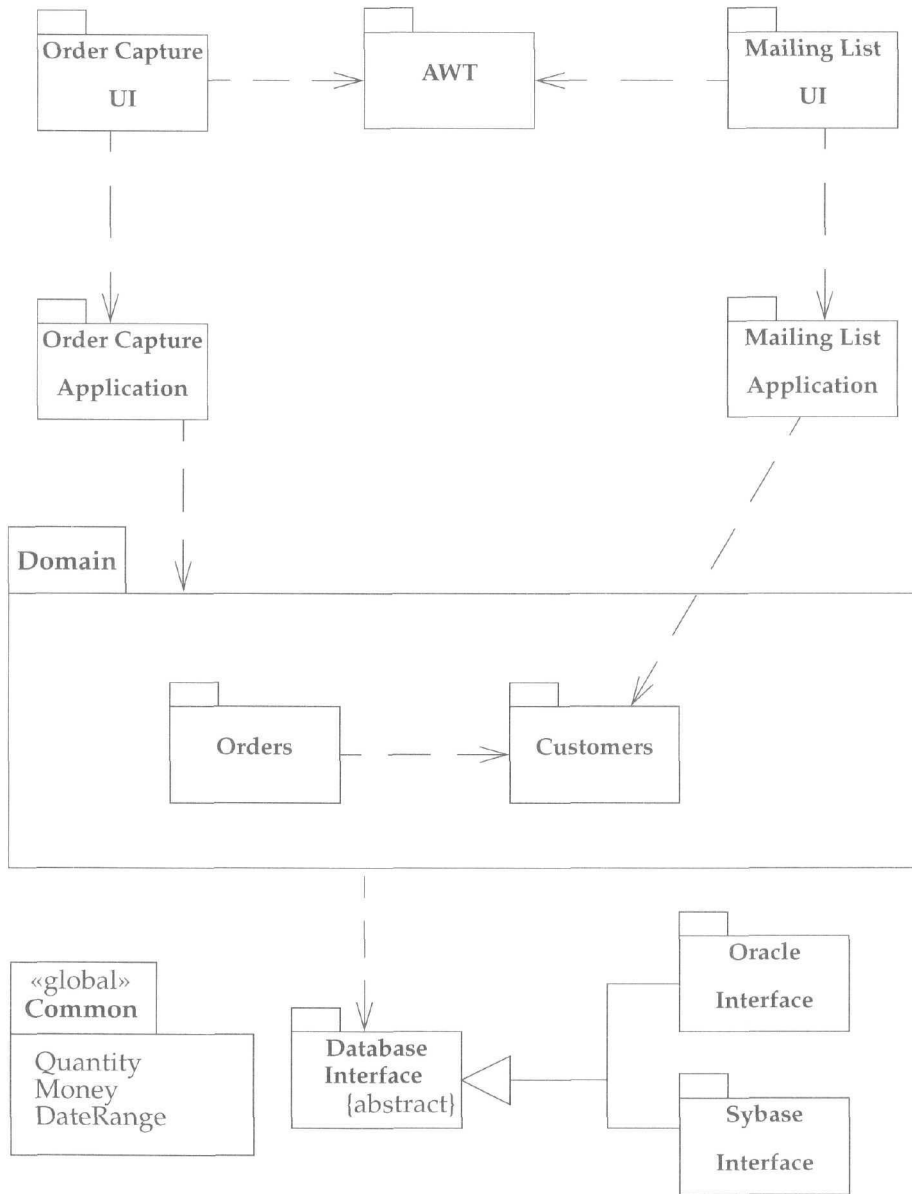 Order Capture
UI
AWT
Mailing List
UI
Order Capture
Application
Mailing List
Application
Domain
Orders
Customers
«global»
Common
Quantity
Money
DateRange
Database
Interface
{abstract}
Oracle
Interface
Sybase
Interface